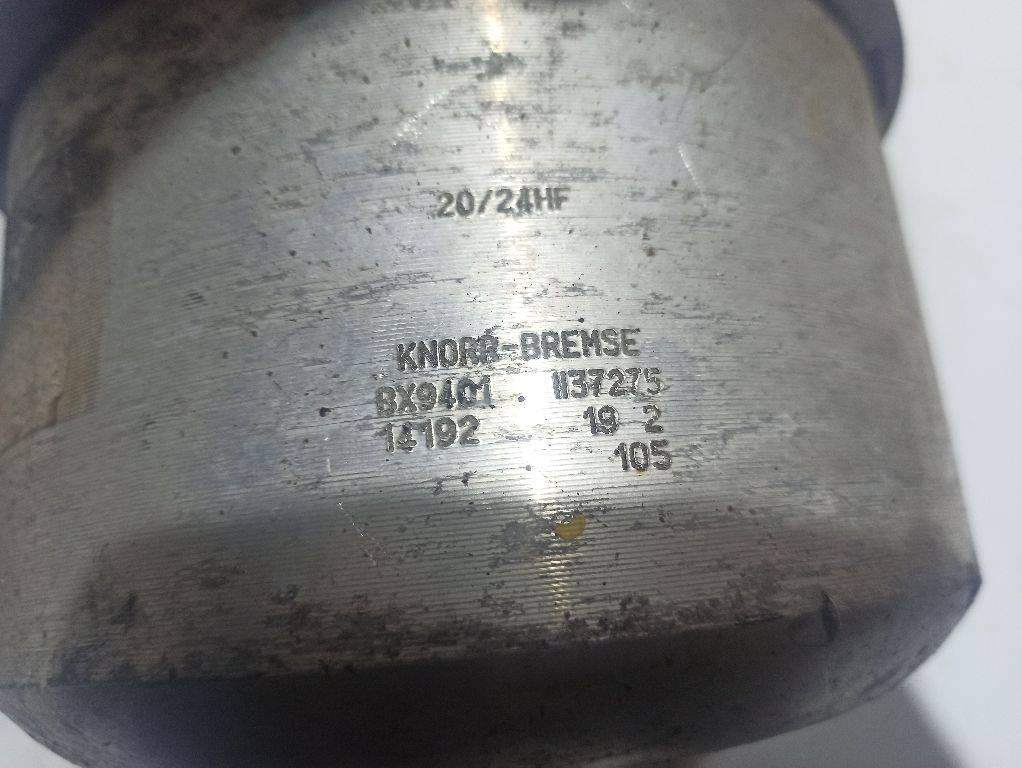 20/24HF
KNORR-BREMSE
BX9401 II37275
14192 19 2
105